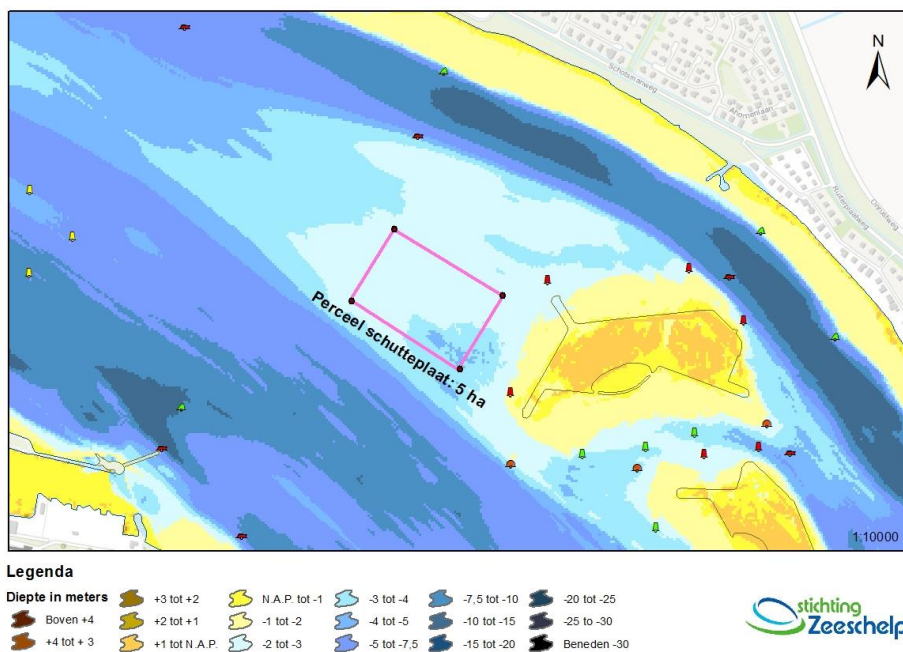 N
Schotsmanweg
Ahornenlaan
Ruiterplaatweg
Perceel schutteplaat: 5 ha
1:10000
Legenda
Diepte in meters
Boven +4
+4 tot + 3
+3 tot +2
+2 tot +1
+1 tot N.A.P.
N.A.P. tot -1
-1 tot -2
-2 tot -3
-3 tot -4
-4 tot -5
-5 tot -7,5
-7,5 tot -10
-10 tot -15
-15 tot -20
-20 tot -25
-25 to -30
Beneden -30
stichting
Zeeschelp